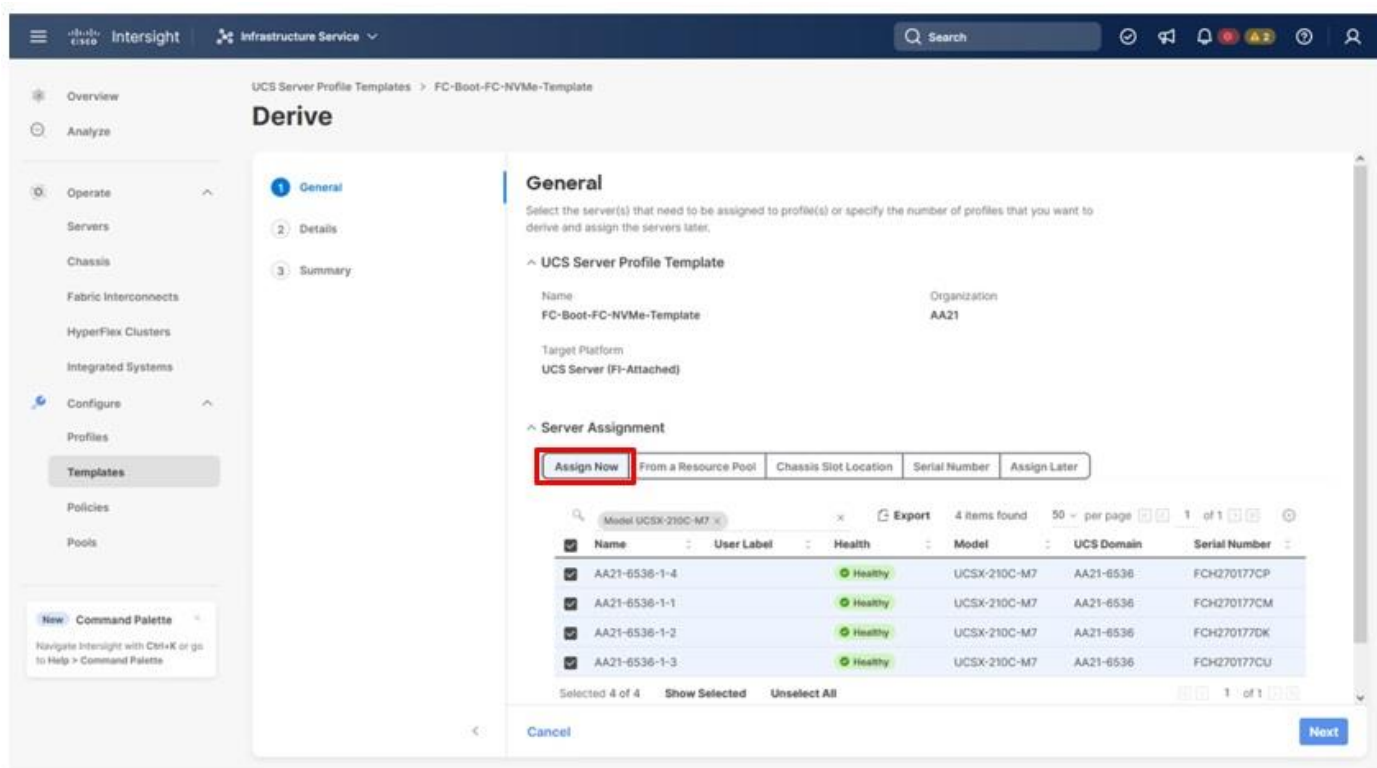 cisco Intersight
Infrastructure Service
Search
2
Overview
Analyze
Operate
Servers
Chassis
Fabric Interconnects
HyperFlex Clusters
Integrated Systems
Configure
Profiles
Templates
Policies
Pools
New Command Palette
Navigate Intersight with Ctrl+K or go
to Help > Command Palette
UCS Server Profile Templates > FC-Boot-FC-NVMe-Template
Derive
1 General
2 Details
3 Summary
General
Select the server(s) that need to be assigned to profile(s) or specify the number of profiles that you want to
derive and assign the servers later.
UCS Server Profile Template
Name
FC-Boot-FC-NVMe-Template
Organization
AA21
Target Platform
UCS Server (FI-Attached)
Server Assignment
Assign Now From a Resource Pool Chassis Slot Location Serial Number Assign Later
Model UCSX-210C-M7 × × Export 4 items found 50 per page 1 of 1
Name User Label Health Model UCS Domain Serial Number
AA21-6536-1-4 Healthy UCSX-210C-M7 AA21-6536 FCH270177CP
AA21-6536-1-1 Healthy UCSX-210C-M7 AA21-6536 FCH270177CM
AA21-6536-1-2 Healthy UCSX-210C-M7 AA21-6536 FCH270177DK
AA21-6536-1-3 Healthy UCSX-210C-M7 AA21-6536 FCH270177CU
Selected 4 of 4 Show Selected Unselect All 1 of 1
Cancel Next